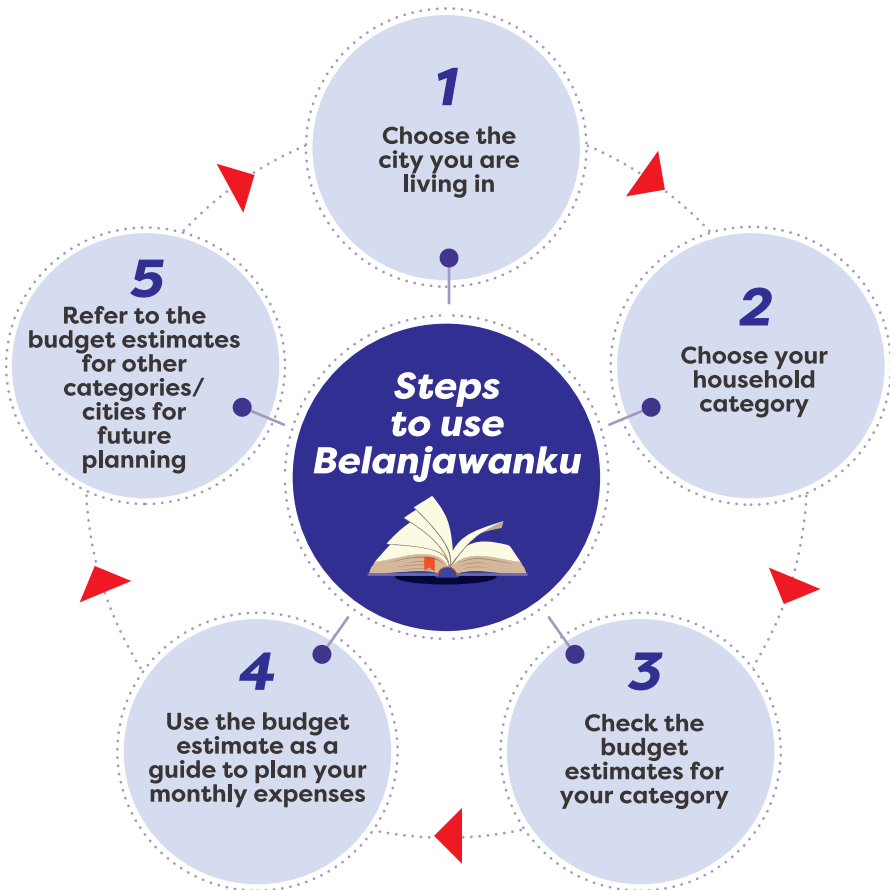 Steps
to use
Belanjawanku
1
Choose the
city you are
living in
2
Choose your
household
category
3
Check the
budget
estimates for
your category
4
Use the budget
estimate as a
guide to plan your
monthly expenses
5
Refer to the
budget estimates
for other
categories/
cities for
future
planning